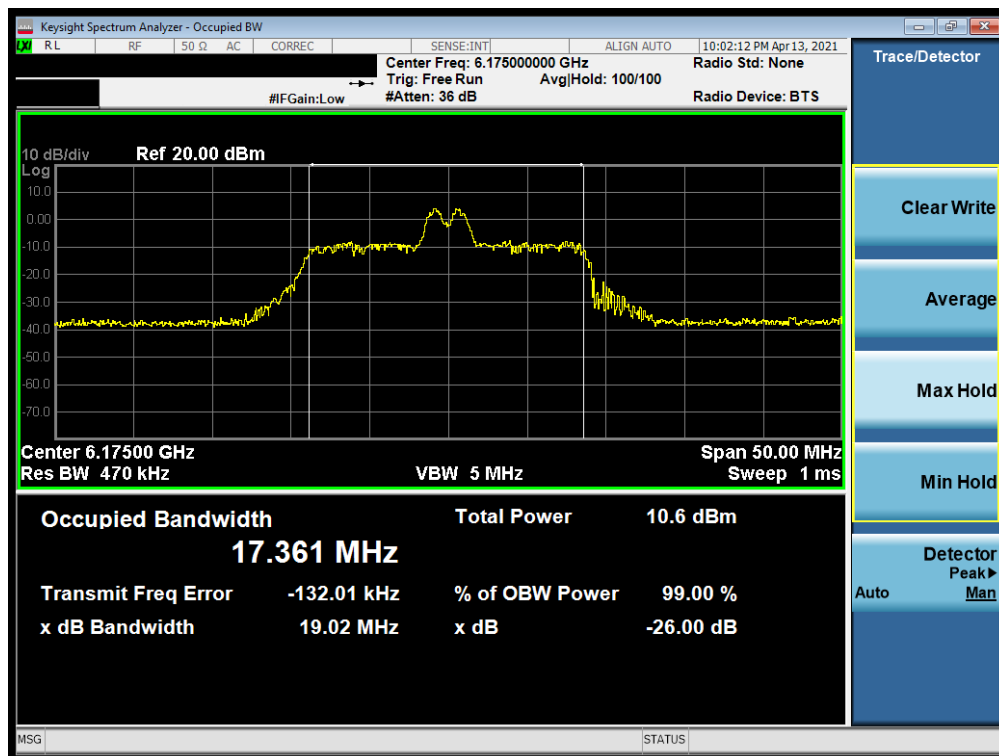 Keysight Spectrum Analyzer - Occupied BW
LXI RL RF 50 Ω AC CORREC SENSE:INT ALIGN AUTO 10:02:12 PM Apr 13, 2021
Center Freq: 6.175000000 GHz Radio Std: None
Trig: Free Run Avg|Hold: 100/100
#IFGain:Low #Atten: 36 dB Radio Device: BTS
10 dB/div Ref 20.00 dBm
Log
10.0
0.00
-10.0
-20.0
-30.0
-40.0
-50.0
-60.0
-70.0
Center 6.17500 GHz Span 50.00 MHz
Res BW 470 kHz VBW 5 MHz Sweep 1 ms
Occupied Bandwidth Total Power 10.6 dBm
17.361 MHz
Transmit Freq Error -132.01 kHz % of OBW Power 99.00 %
x dB Bandwidth 19.02 MHz x dB -26.00 dB
MSG STATUS
Trace/Detector
Clear Write
Average
Max Hold
Min Hold
Detector
Peak▶
Auto Man